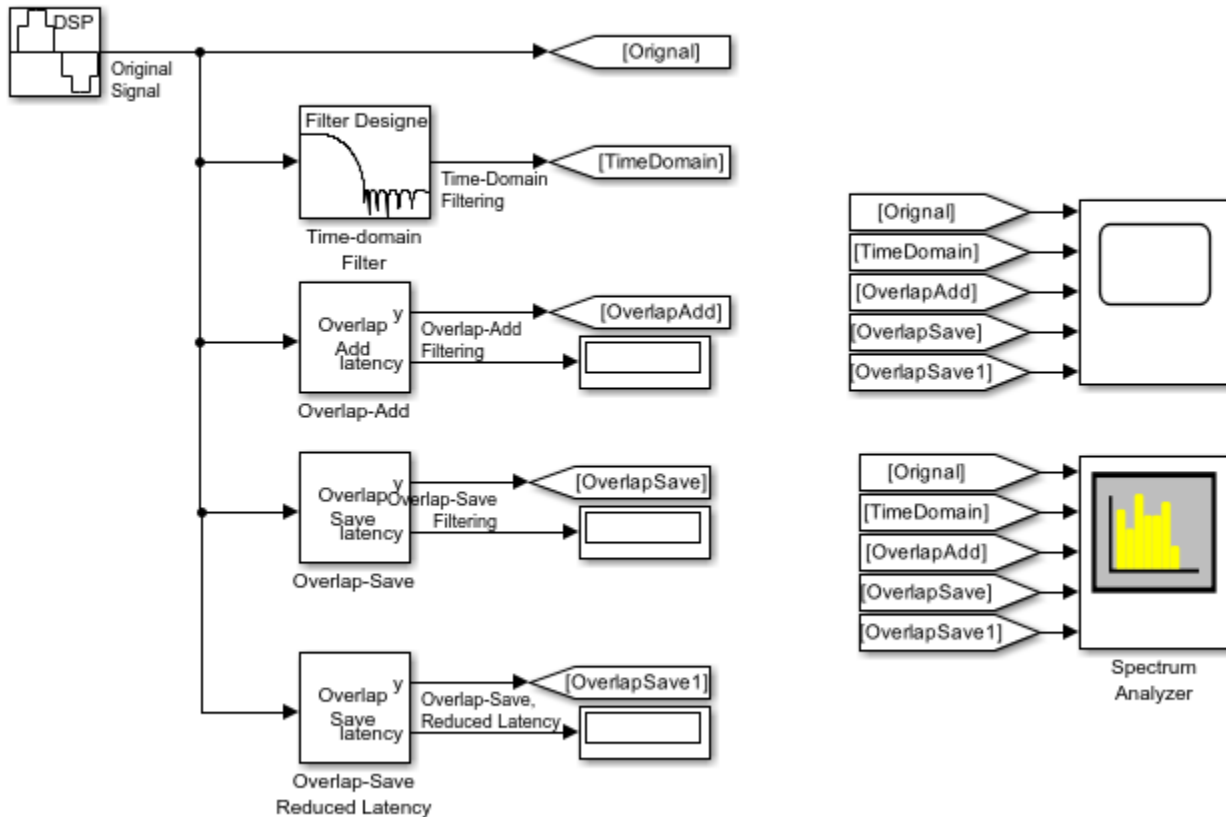 DSP
Original
Signal
[Orignal]
Filter Designe
Time-Domain
Filtering
[TimeDomain]
Time-domain
Filter
Overlap
Add
y
latency
Overlap-Add
Filtering
[OverlapAdd]
Overlap-Add
Overlap
Save
y
latency
Overlap-Save
Filtering
[OverlapSave]
Overlap-Save
Overlap
Save
y
latency
Overlap-Save,
Reduced Latency
[OverlapSave1]
Overlap-Save
Reduced Latency
[Orignal]
[TimeDomain]
[OverlapAdd]
[OverlapSave]
[OverlapSave1]
[Orignal]
[TimeDomain]
[OverlapAdd]
[OverlapSave]
[OverlapSave1]
Spectrum
Analyzer